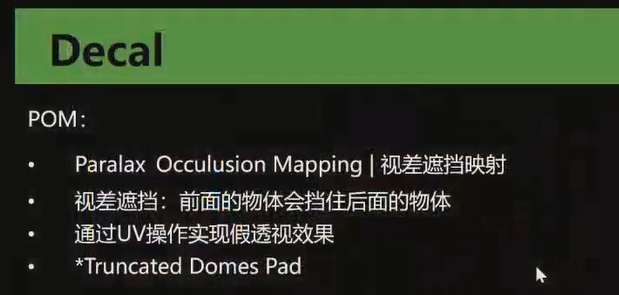 Decal
POM：
• Paralax Occulusion Mapping | 视差遮挡映射
• 视差遮挡：前面的物体会挡住后面的物体
• 通过UV操作实现假透视效果
• *Truncated Domes Pad